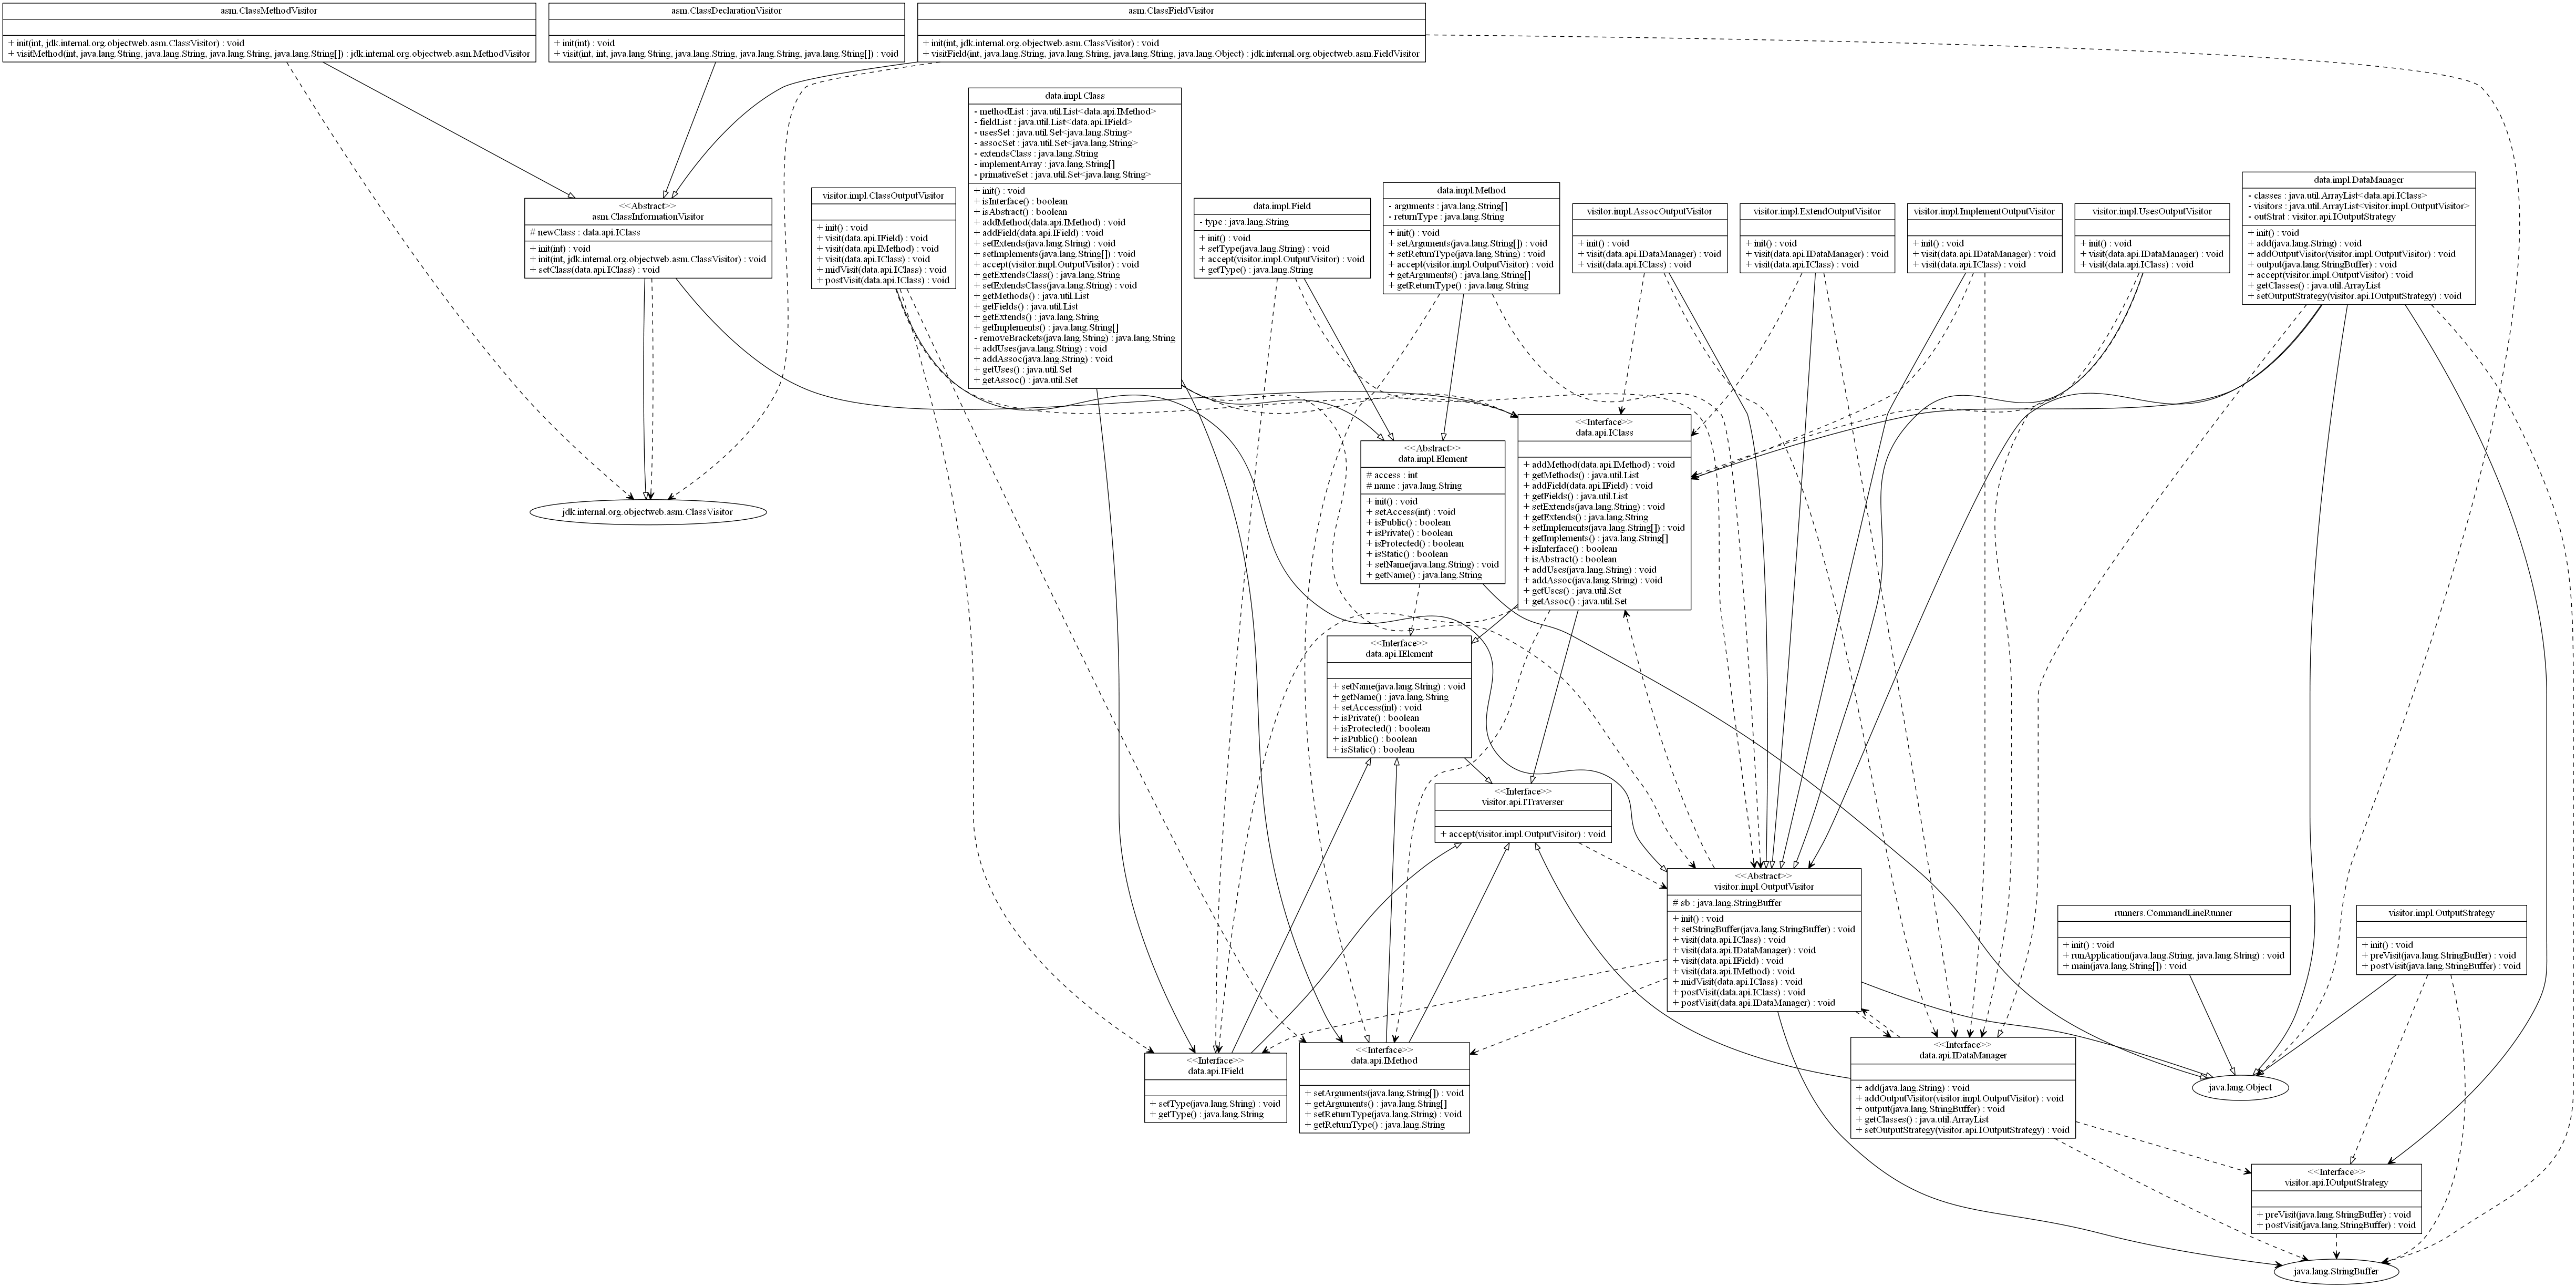 asm.ClassMethodVisitor
+ init(int, jdk.internal.org.objectweb.asm.ClassVisitor) : void
+ visitMethod(int, java.lang.String, java.lang.String, java.lang.String, java.lang.String[]) : jdk.internal.org.objectweb.asm.MethodVisitor
asm.ClassDeclarationVisitor
+ init(int) : void
+ visit(int, int, java.lang.String, java.lang.String, java.lang.String, java.lang.String[]) : void
asm.ClassFieldVisitor
+ init(int, jdk.internal.org.objectweb.asm.ClassVisitor) : void
+ visitField(int, java.lang.String, java.lang.String, java.lang.String, java.lang.Object) : jdk.internal.org.objectweb.asm.FieldVisitor
<<Abstract>>
asm.ClassInformationVisitor
# newClass : data.api.IClass
+ init(int) : void
+ init(int, jdk.internal.org.objectweb.asm.ClassVisitor) : void
+ setClass(data.api.IClass) : void
visitor.impl.ClassOutputVisitor
+ init() : void
+ visit(data.api.IField) : void
+ visit(data.api.IMethod) : void
+ visit(data.api.IClass) : void
+ midVisit(data.api.IClass) : void
+ postVisit(data.api.IClass) : void
data.impl.Class
- methodList : java.util.List<data.api.IMethod>
- fieldList : java.util.List<data.api.IField>
- usesSet : java.util.Set<java.lang.String>
- assocSet : java.util.Set<java.lang.String>
- extendsClass : java.lang.String
- implementArray : java.lang.String[]
- primativeSet : java.util.Set<java.lang.String>
+ init() : void
+ isInterface() : boolean
+ isAbstract() : boolean
+ addMethod(data.api.IMethod) : void
+ addField(data.api.IField) : void
+ setExtends(java.lang.String) : void
+ setImplements(java.lang.String[]) : void
+ accept(visitor.impl.OutputVisitor) : void
+ getExtendsClass() : java.lang.String
+ setExtendsClass(java.lang.String) : void
+ getMethods() : java.util.List
+ getFields() : java.util.List
+ getExtends() : java.lang.String
+ getImplements() : java.lang.String[]
- removeBrackets(java.lang.String) : java.lang.String
+ addUses(java.lang.String) : void
+ addAssoc(java.lang.String) : void
+ getUses() : java.util.Set
+ getAssoc() : java.util.Set
data.impl.Field
- type : java.lang.String
+ init() : void
+ setType(java.lang.String) : void
+ accept(visitor.impl.OutputVisitor) : void
+ getType() : java.lang.String
data.impl.Method
- arguments : java.lang.String[]
- returnType : java.lang.String
+ init() : void
+ setArguments(java.lang.String[]) : void
+ setReturnType(java.lang.String) : void
+ accept(visitor.impl.OutputVisitor) : void
+ getArguments() : java.lang.String[]
+ getReturnType() : java.lang.String
visitor.impl.AssocOutputVisitor
+ init() : void
+ visit(data.api.IDataManager) : void
+ visit(data.api.IClass) : void
visitor.impl.ExtendOutputVisitor
+ init() : void
+ visit(data.api.IDataManager) : void
+ visit(data.api.IClass) : void
visitor.impl.ImplementOutputVisitor
+ init() : void
+ visit(data.api.IDataManager) : void
+ visit(data.api.IClass) : void
visitor.impl.UsesOutputVisitor
+ init() : void
+ visit(data.api.IDataManager) : void
+ visit(data.api.IClass) : void
data.impl.DataManager
- classes : java.util.ArrayList<data.api.IClass>
- visitors : java.util.ArrayList<visitor.impl.OutputVisitor>
- outStrat : visitor.api.IOutputStrategy
+ init() : void
+ add(java.lang.String) : void
+ addOutputVisitor(visitor.impl.OutputVisitor) : void
+ output(java.lang.StringBuffer) : void
+ accept(visitor.impl.OutputVisitor) : void
+ getClasses() : java.util.ArrayList
+ setOutputStrategy(visitor.api.IOutputStrategy) : void
jdk.internal.org.objectweb.asm.ClassVisitor
<<Abstract>>
data.impl.Element
# access : int
# name : java.lang.String
+ init() : void
+ setAccess(int) : void
+ isPublic() : boolean
+ isPrivate() : boolean
+ isProtected() : boolean
+ isStatic() : boolean
+ setName(java.lang.String) : void
+ getName() : java.lang.String
<<Interface>>
data.api.IClass
+ addMethod(data.api.IMethod) : void
+ getMethods() : java.util.List
+ addField(data.api.IField) : void
+ getFields() : java.util.List
+ setExtends(java.lang.String) : void
+ getExtends() : java.lang.String
+ setImplements(java.lang.String[]) : void
+ getImplements() : java.lang.String[]
+ isInterface() : boolean
+ isAbstract() : boolean
+ addUses(java.lang.String) : void
+ addAssoc(java.lang.String) : void
+ getUses() : java.util.Set
+ getAssoc() : java.util.Set
<<Interface>>
data.api.IElement
+ setName(java.lang.String) : void
+ getName() : java.lang.String
+ setAccess(int) : void
+ isPrivate() : boolean
+ isProtected() : boolean
+ isPublic() : boolean
+ isStatic() : boolean
<<Interface>>
visitor.api.ITraverser
+ accept(visitor.impl.OutputVisitor) : void
<<Abstract>>
visitor.impl.OutputVisitor
# sb : java.lang.StringBuffer
+ init() : void
+ setStringBuffer(java.lang.StringBuffer) : void
+ visit(data.api.IClass) : void
+ visit(data.api.IDataManager) : void
+ visit(data.api.IField) : void
+ visit(data.api.IMethod) : void
+ midVisit(data.api.IClass) : void
+ postVisit(data.api.IClass) : void
+ postVisit(data.api.IDataManager) : void
runners.CommandLineRunner
+ init() : void
+ runApplication(java.lang.String, java.lang.String) : void
+ main(java.lang.String[]) : void
visitor.impl.OutputStrategy
+ init() : void
+ preVisit(java.lang.StringBuffer) : void
+ postVisit(java.lang.StringBuffer) : void
<<Interface>>
data.api.IField
+ setType(java.lang.String) : void
+ getType() : java.lang.String
<<Interface>>
data.api.IMethod
+ setArguments(java.lang.String[]) : void
+ getArguments() : java.lang.String[]
+ setReturnType(java.lang.String) : void
+ getReturnType() : java.lang.String
<<Interface>>
data.api.IDataManager
+ add(java.lang.String) : void
+ addOutputVisitor(visitor.impl.OutputVisitor) : void
+ output(java.lang.StringBuffer) : void
+ getClasses() : java.util.ArrayList
+ setOutputStrategy(visitor.api.IOutputStrategy) : void
java.lang.Object
<<Interface>>
visitor.api.IOutputStrategy
+ preVisit(java.lang.StringBuffer) : void
+ postVisit(java.lang.StringBuffer) : void
java.lang.StringBuffer